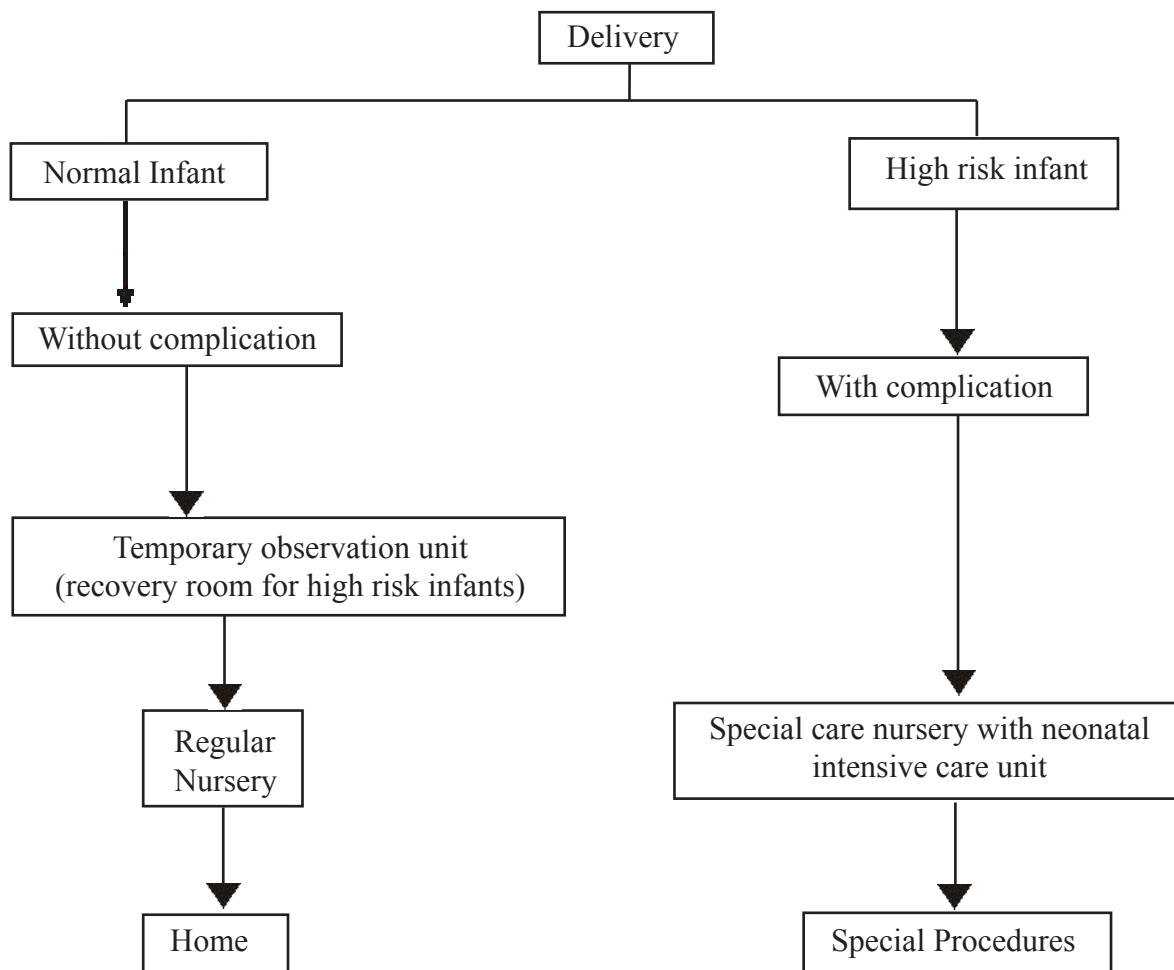 Delivery
Normal Infant
High risk infant
Without complication
With complication
Temporary observation unit
(recovery room for high risk infants)
Regular
Nursery
Special care nursery with neonatal
intensive care unit
Home
Special Procedures